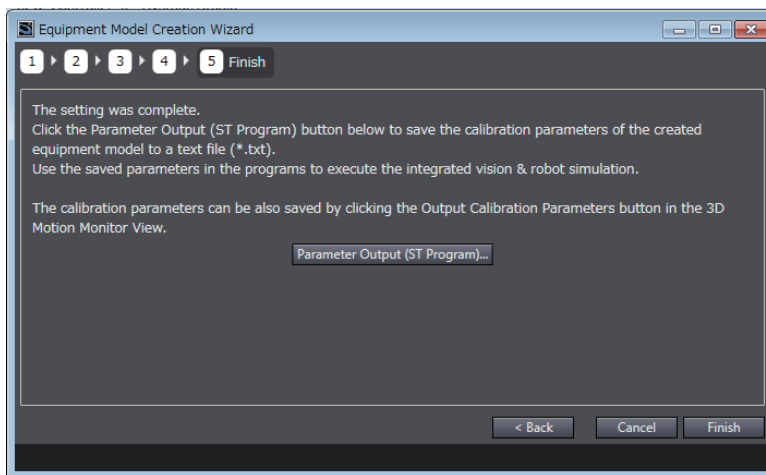 Equipment Model Creation Wizard
1 2 3 4 5 Finish
The setting was complete.
Click the Parameter Output (ST Program) button below to save the calibration parameters of the created
equipment model to a text file (*.txt).
Use the saved parameters in the programs to execute the integrated vision & robot simulation.
The calibration parameters can be also saved by clicking the Output Calibration Parameters button in the 3D
Motion Monitor View.
Parameter Output (ST Program)...
< Back Cancel Finish